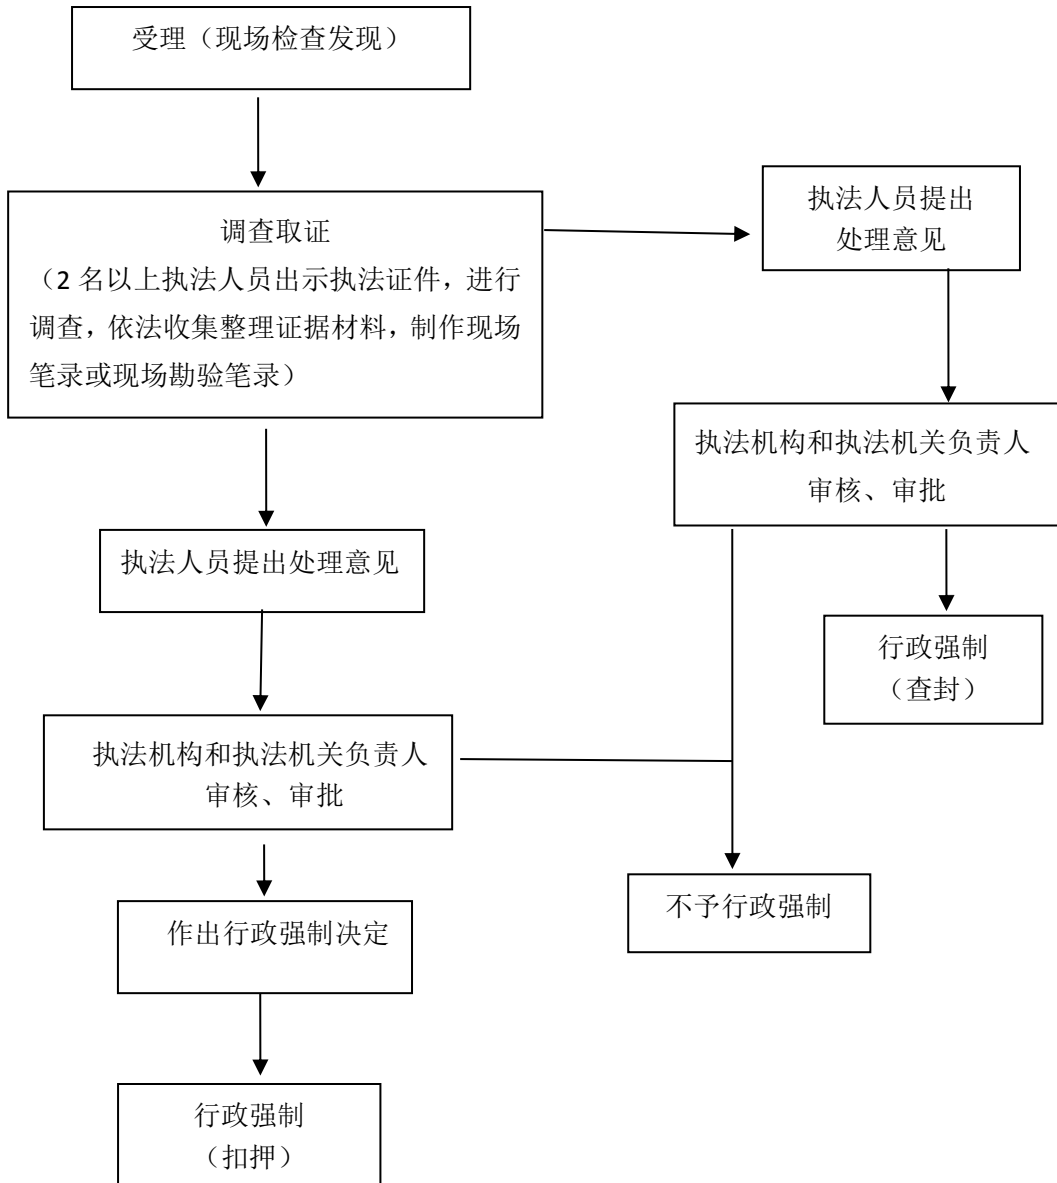 受理（现场检查发现）
调查取证
（2 名以上执法人员出示执法证件，进行
调查，依法收集整理证据材料，制作现场
笔录或现场勘验笔录）
执法人员提出
处理意见
执法机构和执法机关负责人
审核、审批
执法人员提出处理意见
行政强制
（查封）
执法机构和执法机关负责人
审核、审批
不予行政强制
作出行政强制决定
行政强制
（扣押）